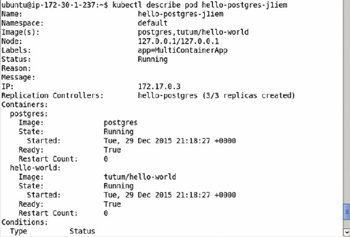 ubuntu@ip-172-30-1-237:~$ kubectl describe pod hello-postgres-jliem
Name: hello-postgres-jliem
Namespace: default
Image(s): postgres,tutum/hello-world
Node: 127.0.0.1/127.0.0.1
Labels: app=MultiContainerApp
Status: Running
Reason:
Message:
IP: 172.17.0.3
Replication Controllers: hello-postgres (3/3 replicas created)
Containers:
postgres:
Image: postgres
State: Running
Started: Tue, 29 Dec 2015 21:18:27 +0000
Ready: True
Restart Count: 0
hello-world:
Image: tutum/hello-world
State: Running
Started: Tue, 29 Dec 2015 21:18:27 +0000
Ready: True
Restart Count: 0
Conditions:
Type Status